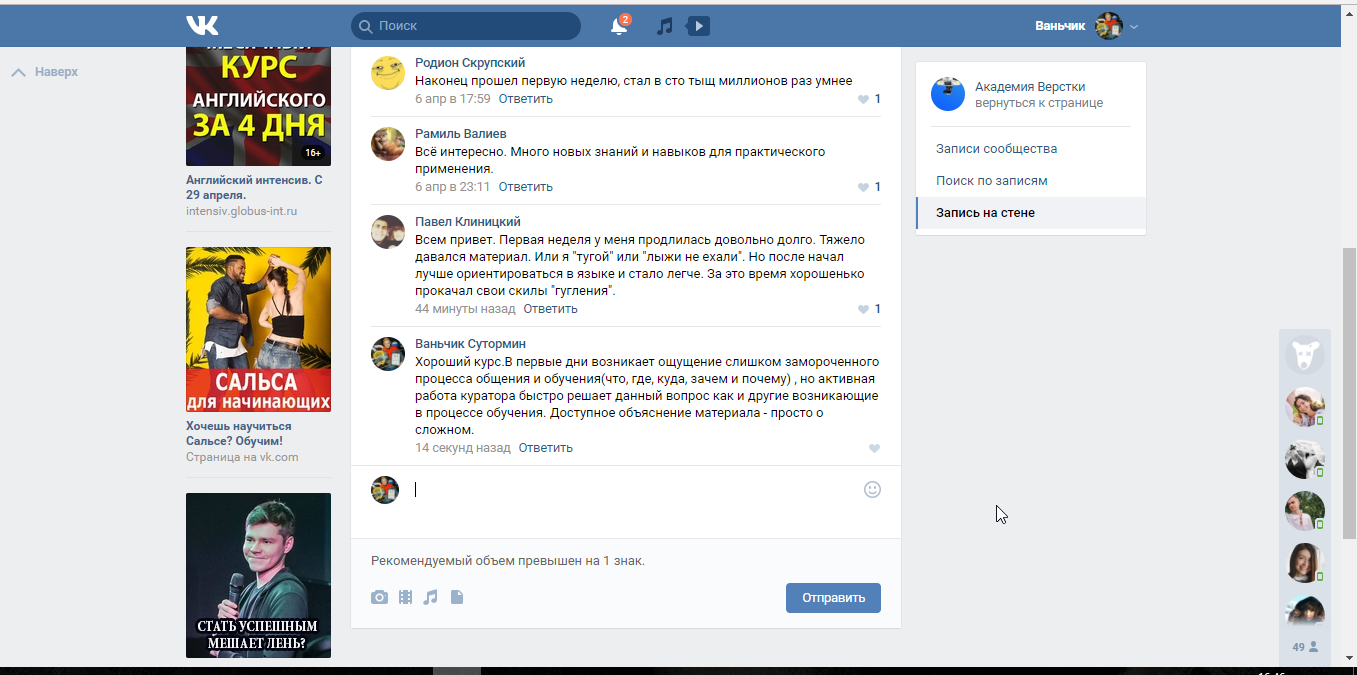 Поиск
2
Ваньчик
Наверх
КУРС
АНГЛИЙСКОГО
ЗА 4 ДНЯ
16+
Английский интенсив. С
29 апреля.
intensiv.globus-int.ru
САЛЬСА
для начинающих
Хочешь научиться
Сальсе? Обучим!
Страница на vk.com
СТАТЬ УСПЕШНЫМ
МЕШАЕТ ЛЕНЬ?
Родион Скрупский
Наконец прошел первую неделю, стал в сто тыщ миллионов раз умнее
6 апр в 17:59 Ответить 1
Рамиль Валиев
Всё интересно. Много новых знаний и навыков для практического
применения.
6 апр в 23:11 Ответить 1
Павел Клиницкий
Всем привет. Первая неделя у меня продлилась довольно долго. Тяжело
давался материал. Или я "тугой" или "лыжи не ехали". Но после начал
лучше ориентироваться в языке и стало легче. За это время хорошенько
прокачал свои скилы "гугления".
44 минуты назад Ответить 1
Ваньчик Сутормин
Хороший курс.В первые дни возникает ощущение слишком замороченного
процесса общения и обучения(что, где, куда, зачем и почему) , но активная
работа куратора быстро решает данный вопрос как и другие возникающие
в процессе обучения. Доступное объяснение материала - просто о
сложном.
14 секунд назад Ответить
Рекомендуемый объем превышен на 1 знак.
Отправить
Академия Верстки
вернуться к странице
Записи сообщества
Поиск по записям
Запись на стене
49